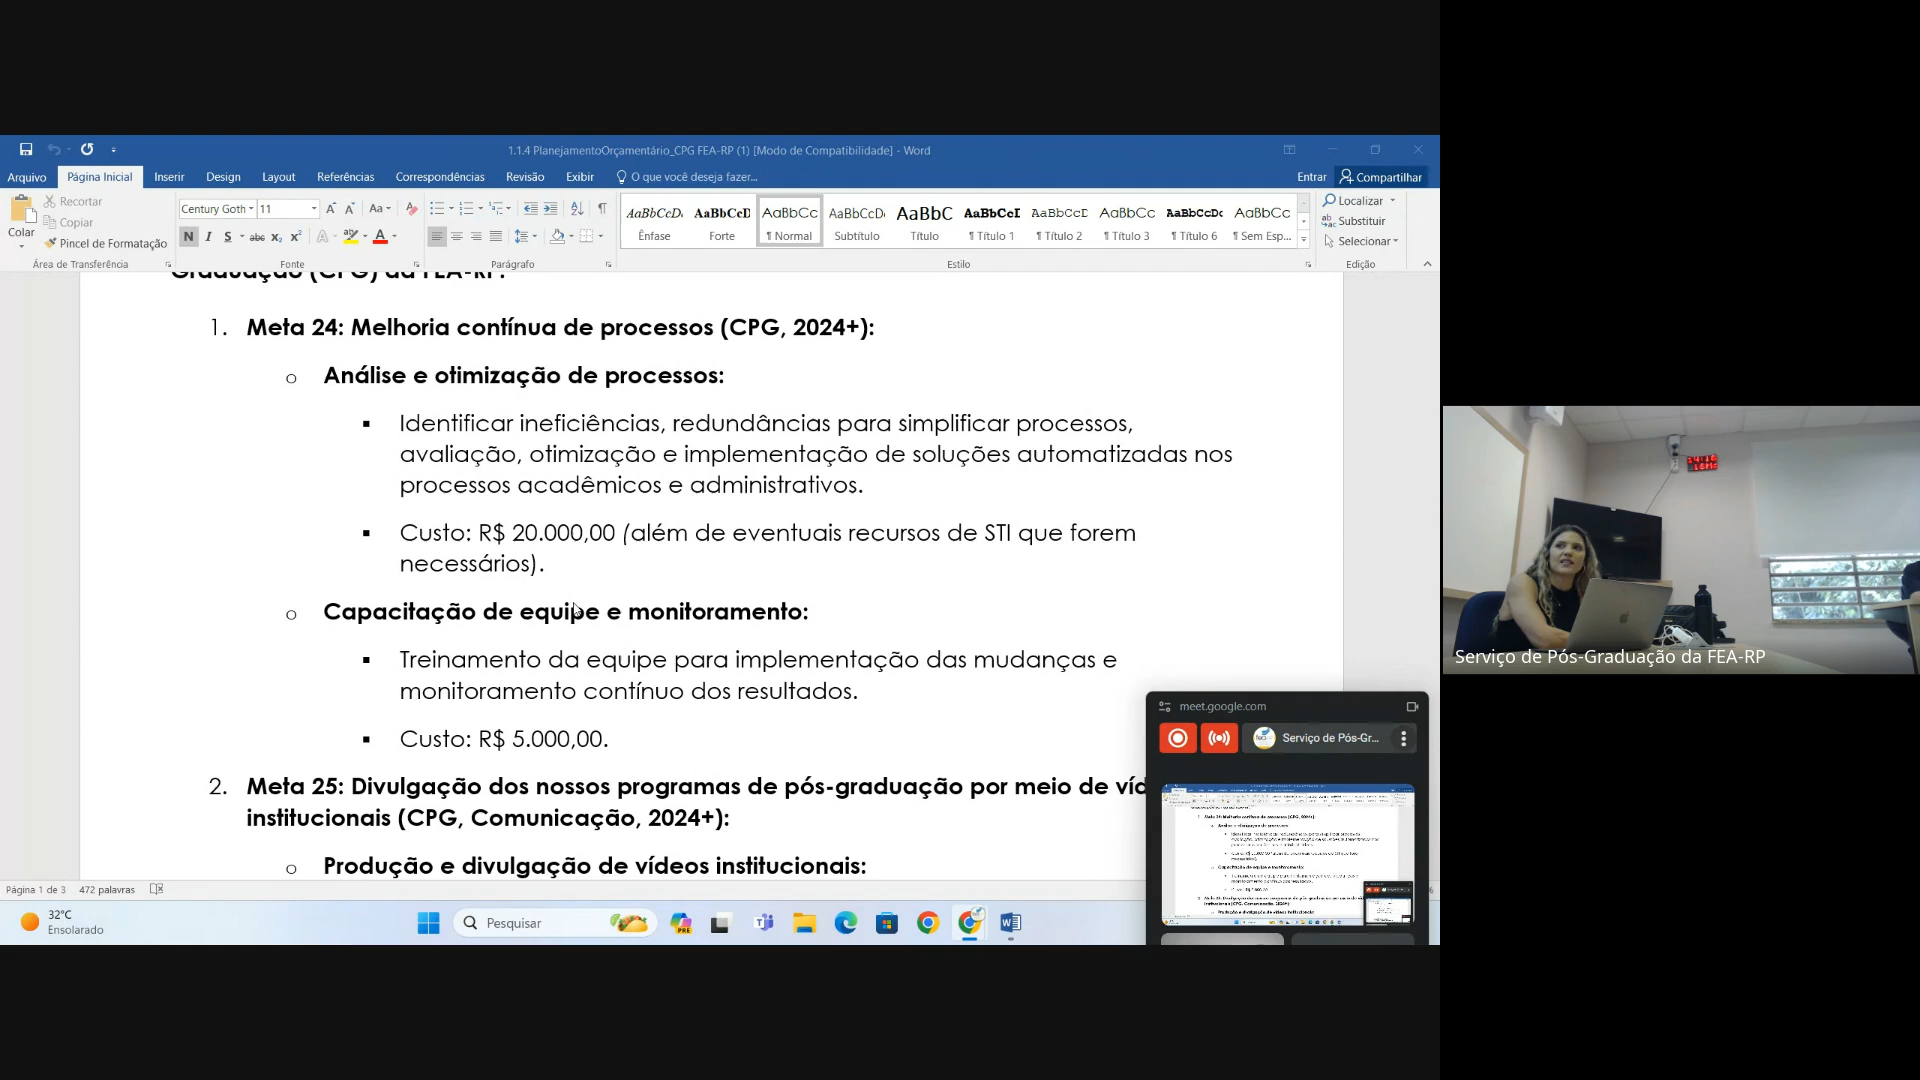 1.1.4 PlanejamentoOrçamentário_CPG FEA-RP (1) [Modo de Compatibilidade] - Word
Arquivo Página Inicial Inserir Design Layout Referências Correspondências Revisão Exibir O que você deseja fazer... Entrar Compartilhar
Colar
Recortar
Copiar
Pincel de Formatação
Área de Transferência
Century Goth 11
Fonte
Parágrafo
AaBbCcDc AaBbCcD AaBbCc AaBbCcDc AaBbC AaBbCcI AaBbCcD AaBbCc AaBbCcDc AaBbCc
Ênfase Forte ¶ Normal Subtítulo Título ¶ Título 1 ¶ Título 2 ¶ Título 3 ¶ Título 6 ¶ Sem Esp...
Estilo
Localizar
Substituir
Selecionar
Edição
Graduação (CPG) da FEA-RP:
1. Meta 24: Melhoria contínua de processos (CPG, 2024+):
o Análise e otimização de processos:
▪ Identificar ineficiências, redundâncias para simplificar processos,
avaliação, otimização e implementação de soluções automatizadas nos
processos acadêmicos e administrativos.
▪ Custo: R$ 20.000,00 (além de eventuais recursos de STI que forem
necessários).
o Capacitação de equipe e monitoramento:
▪ Treinamento da equipe para implementação das mudanças e
monitoramento contínuo dos resultados.
▪ Custo: R$ 5.000,00.
2. Meta 25: Divulgação dos nossos programas de pós-graduação por meio de víd
institucionais (CPG, Comunicação, 2024+):
o Produção e divulgação de vídeos institucionais:
meet.google.com
Serviço de Pós-Gr...
Página 1 de 3 472 palavras
32°C
Ensolarado
Pesquisar
Serviço de Pós-Graduação da FEA-RP